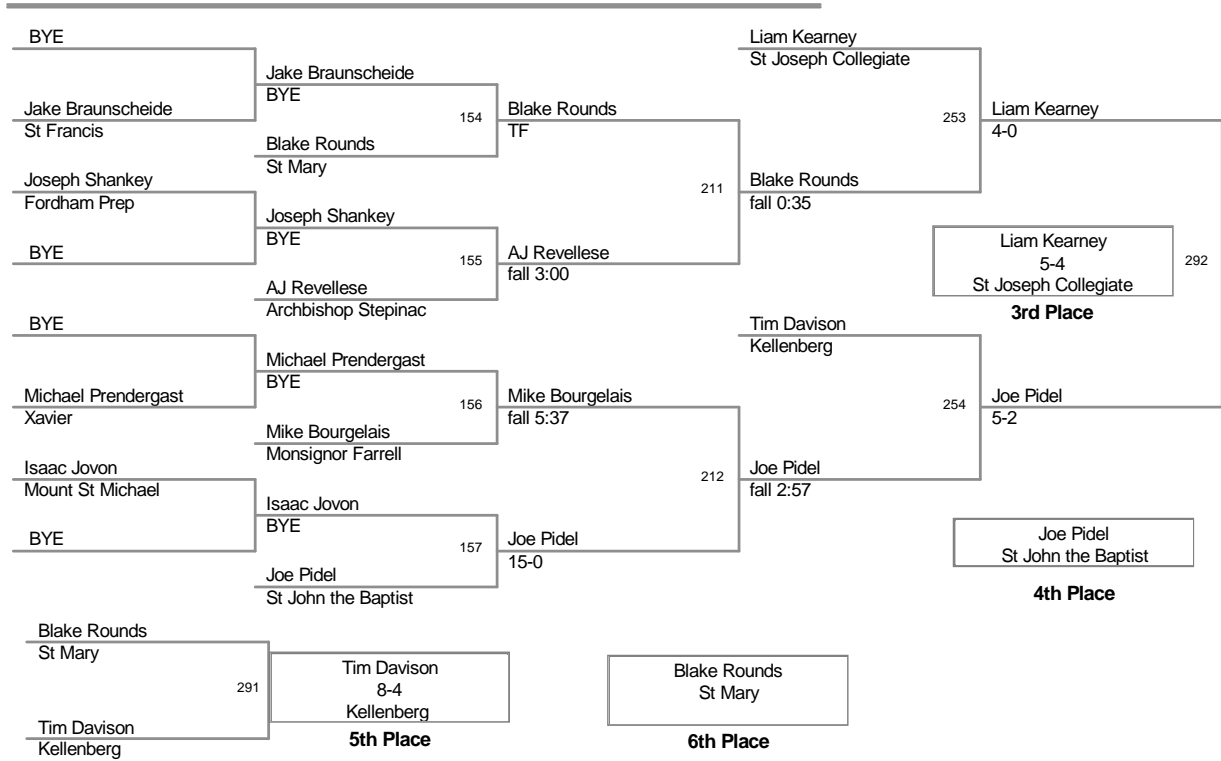 BYE
Jake Braunscheide
St Francis
Joseph Shankey
Fordham Prep
BYE
BYE
Michael Prendergast
Xavier
Isaac Jovon
Mount St Michael
BYE
Jake Braunscheide
BYE
154
Blake Rounds
St Mary
Joseph Shankey
BYE
155
AJ Revellese
Archbishop Stepinac
Michael Prendergast
BYE
156
Mike Bourgelais
Monsignor Farrell
Isaac Jovon
BYE
157
Joe Pidel
St John the Baptist
Blake Rounds
TF
211
AJ Revellese
fall 3:00
Mike Bourgelais
fall 5:37
212
Joe Pidel
15-0
Liam Kearney
St Joseph Collegiate
253
Blake Rounds
fall 0:35
Tim Davison
Kellenberg
254
Joe Pidel
fall 2:57
Liam Kearney
4-0
Liam Kearney
5-4
St Joseph Collegiate
292
3rd Place
Joe Pidel
5-2
Joe Pidel
St John the Baptist
4th Place
Blake Rounds
St Mary
291
Tim Davison
Kellenberg
Tim Davison
8-4
Kellenberg
5th Place
Blake Rounds
St Mary
6th Place